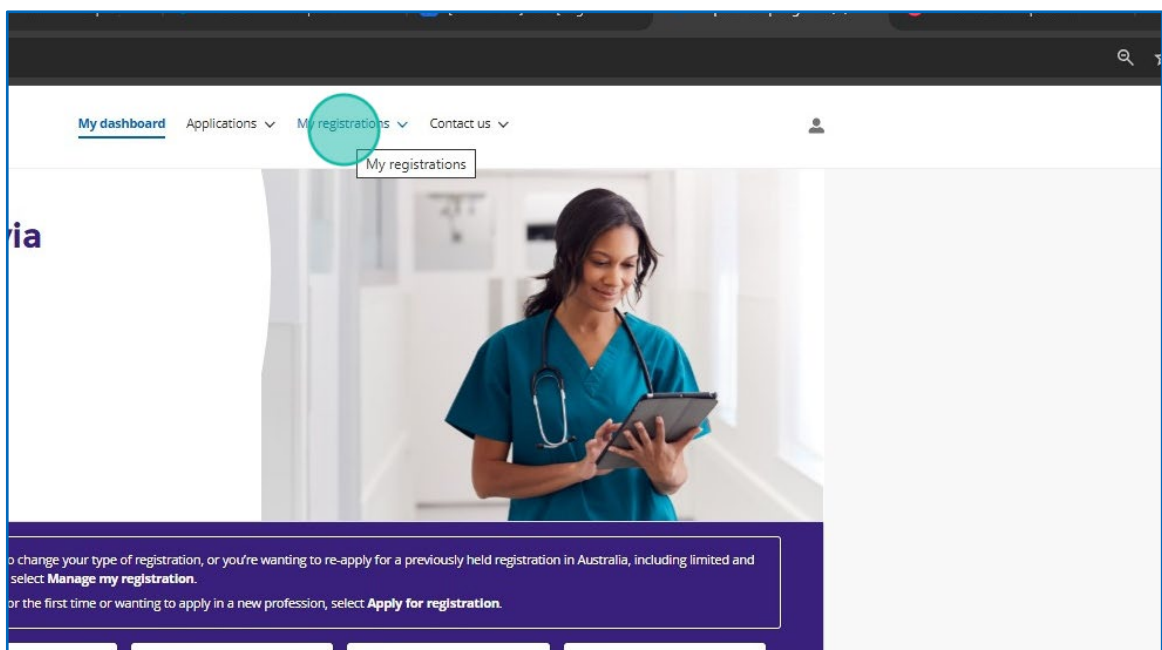 My dashboard Applications My registrations Contact us
My registrations
via
o change your type of registration, or you're wanting to re-apply for a previously held registration in Australia, including limited and
select Manage my registration.
or the first time or wanting to apply in a new profession, select Apply for registration.